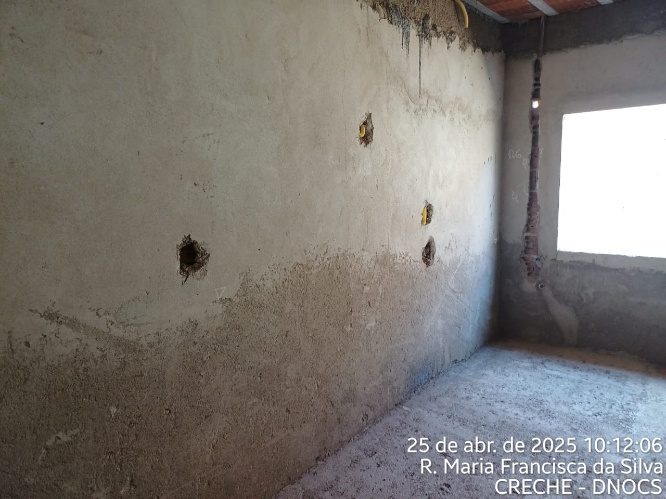 25 de abr. de 2025 10:12:06
R. Maria Francisca da Silva
CRECHE - DNOCS